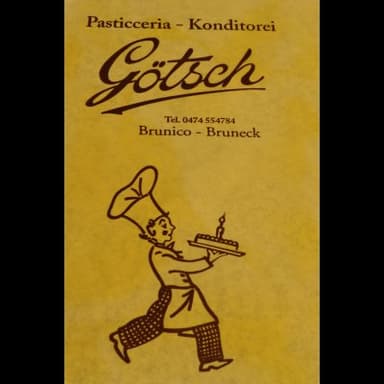 Pasticceria - Konditorei
Götsch
Tel. 0474 554784
Brunico - Bruneck